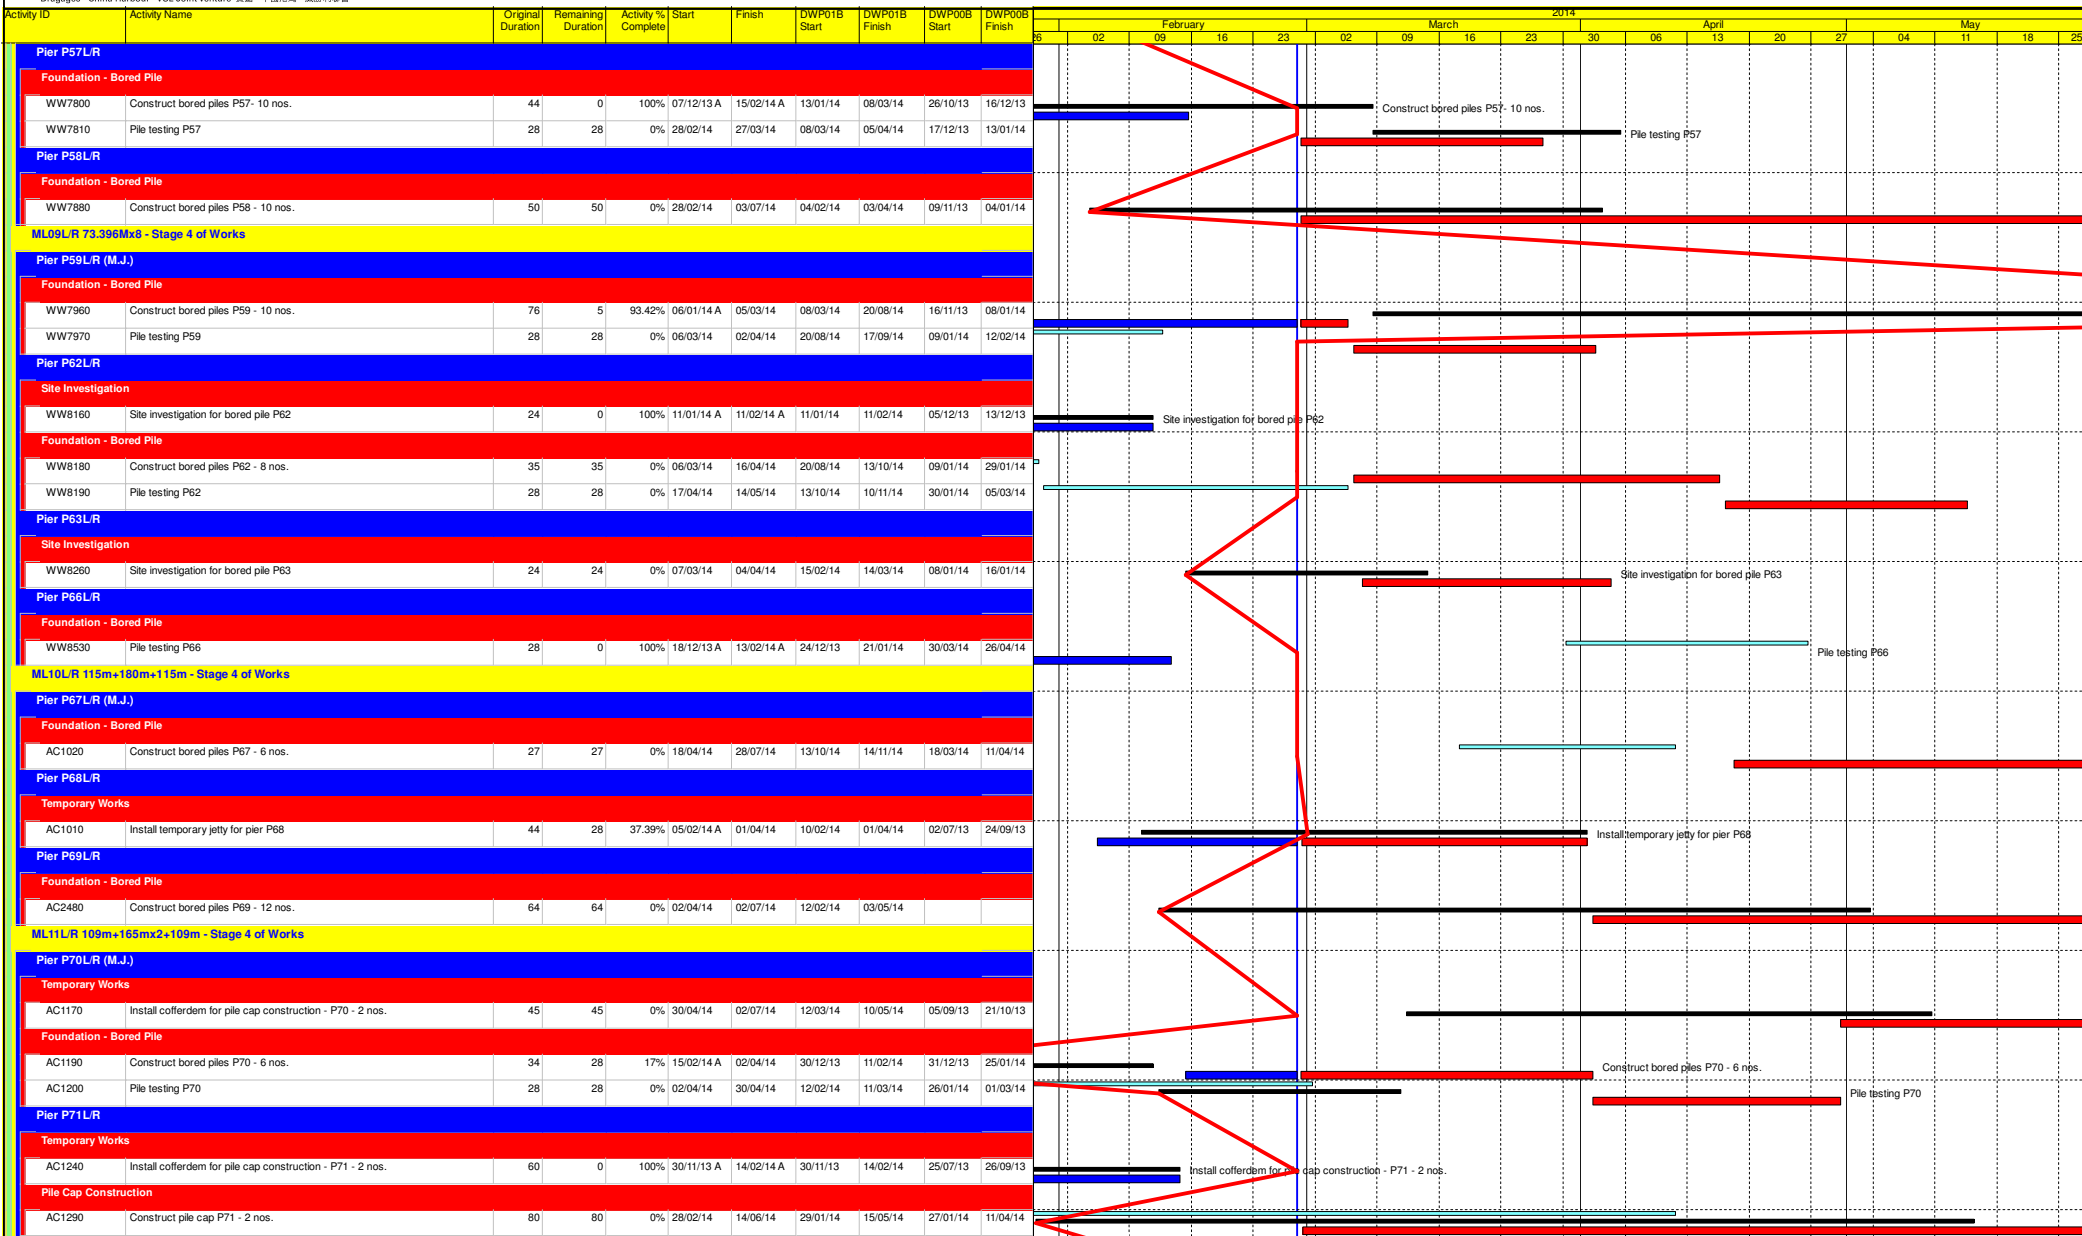 Activity ID Activity Name Original Duration Remaining Duration Activity % Complete Start Finish DWP01B Start DWP01B Finish DWP00B Start DWP00B Finish
2014
February March April May
26 02 09 16 23 02 09 16 23 30 06 13 20 27 04 11 18 25
Pier P57L/R
Foundation - Bored Pile
WW7800 Construct bored piles P57- 10 nos. 44 0 100% 07/12/13 A 15/02/14 A 13/01/14 08/03/14 26/10/13 16/12/13 Construct bored piles P57- 10 nos.
WW7810 Pile testing P57 28 28 0% 28/02/14 27/03/14 08/03/14 05/04/14 17/12/13 13/01/14 Pile testing P57
Pier P58L/R
Foundation - Bored Pile
WW7880 Construct bored piles P58 - 10 nos. 50 50 0% 28/02/14 03/07/14 04/02/14 03/04/14 09/11/13 04/01/14
ML09L/R 73.396Mx8 - Stage 4 of Works
Pier P59L/R (M.J.)
Foundation - Bored Pile
WW7960 Construct bored piles P59 - 10 nos. 76 5 93.42% 06/01/14 A 05/03/14 08/03/14 20/08/14 16/11/13 08/01/14
WW7970 Pile testing P59 28 28 0% 06/03/14 02/04/14 20/08/14 17/09/14 09/01/14 12/02/14
Pier P62L/R
Site Investigation
WW8160 Site investigation for bored pile P62 24 0 100% 11/01/14 A 11/02/14 A 11/01/14 11/02/14 05/12/13 13/12/13 Site investigation for bored pile P62
Foundation - Bored Pile
WW8180 Construct bored piles P62 - 8 nos. 35 35 0% 06/03/14 16/04/14 20/08/14 13/10/14 09/01/14 29/01/14
WW8190 Pile testing P62 28 28 0% 17/04/14 14/05/14 13/10/14 10/11/14 30/01/14 05/03/14
Pier P63L/R
Site Investigation
WW8260 Site investigation for bored pile P63 24 24 0% 07/03/14 04/04/14 15/02/14 14/03/14 08/01/14 16/01/14 Site investigation for bored pile P63
Pier P66L/R
Foundation - Bored Pile
WW8530 Pile testing P66 28 0 100% 18/12/13 A 13/02/14 A 24/12/13 21/01/14 30/03/14 26/04/14 Pile testing P66
ML10L/R 115m+180m+115m - Stage 4 of Works
Pier P67L/R (M.J.)
Foundation - Bored Pile
AC1020 Construct bored piles P67 - 6 nos. 27 27 0% 18/04/14 28/07/14 13/10/14 14/11/14 18/03/14 11/04/14
Pier P68L/R
Temporary Works
AC1010 Install temporary jetty for pier P68 44 28 37.39% 05/02/14 A 01/04/14 10/02/14 01/04/14 02/07/13 24/09/13 Install temporary jetty for pier P68
Pier P69L/R
Foundation - Bored Pile
AC2480 Construct bored piles P69 - 12 nos. 64 64 0% 02/04/14 02/07/14 12/02/14 03/05/14
ML11L/R 109m+165mx2+109m - Stage 4 of Works
Pier P70L/R (M.J.)
Temporary Works
AC1170 Install cofferdem for pile cap construction - P70 - 2 nos. 45 45 0% 30/04/14 02/07/14 12/03/14 10/05/14 05/09/13 21/10/13
Foundation - Bored Pile
AC1190 Construct bored piles P70 - 6 nos. 34 28 17% 15/02/14 A 02/04/14 30/12/13 11/02/14 31/12/13 25/01/14 Construct bored piles P70 - 6 nos.
AC1200 Pile testing P70 28 28 0% 02/04/14 30/04/14 12/02/14 11/03/14 26/01/14 01/03/14 Pile testing P70
Pier P71L/R
Temporary Works
AC1240 Install cofferdem for pile cap construction - P71 - 2 nos. 60 0 100% 30/11/13 A 14/02/14 A 30/11/13 14/02/14 25/07/13 26/09/13 Install cofferdem for pile cap construction - P71 - 2 nos.
Pile Cap Construction
AC1290 Construct pile cap P71 - 2 nos. 80 80 0% 28/02/14 14/06/14 29/01/14 15/05/14 27/01/14 11/04/14